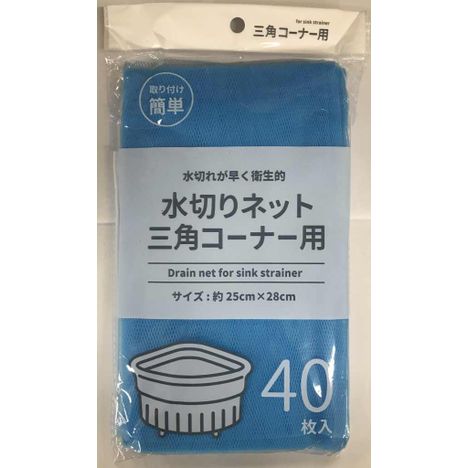 for sink strainer
三角コーナー用
取り付け
簡単
水切れが早く衛生的
水切りネット
三角コーナー用
Drain net for sink strainer
サイズ：約 25cm×28cm
40
枚入